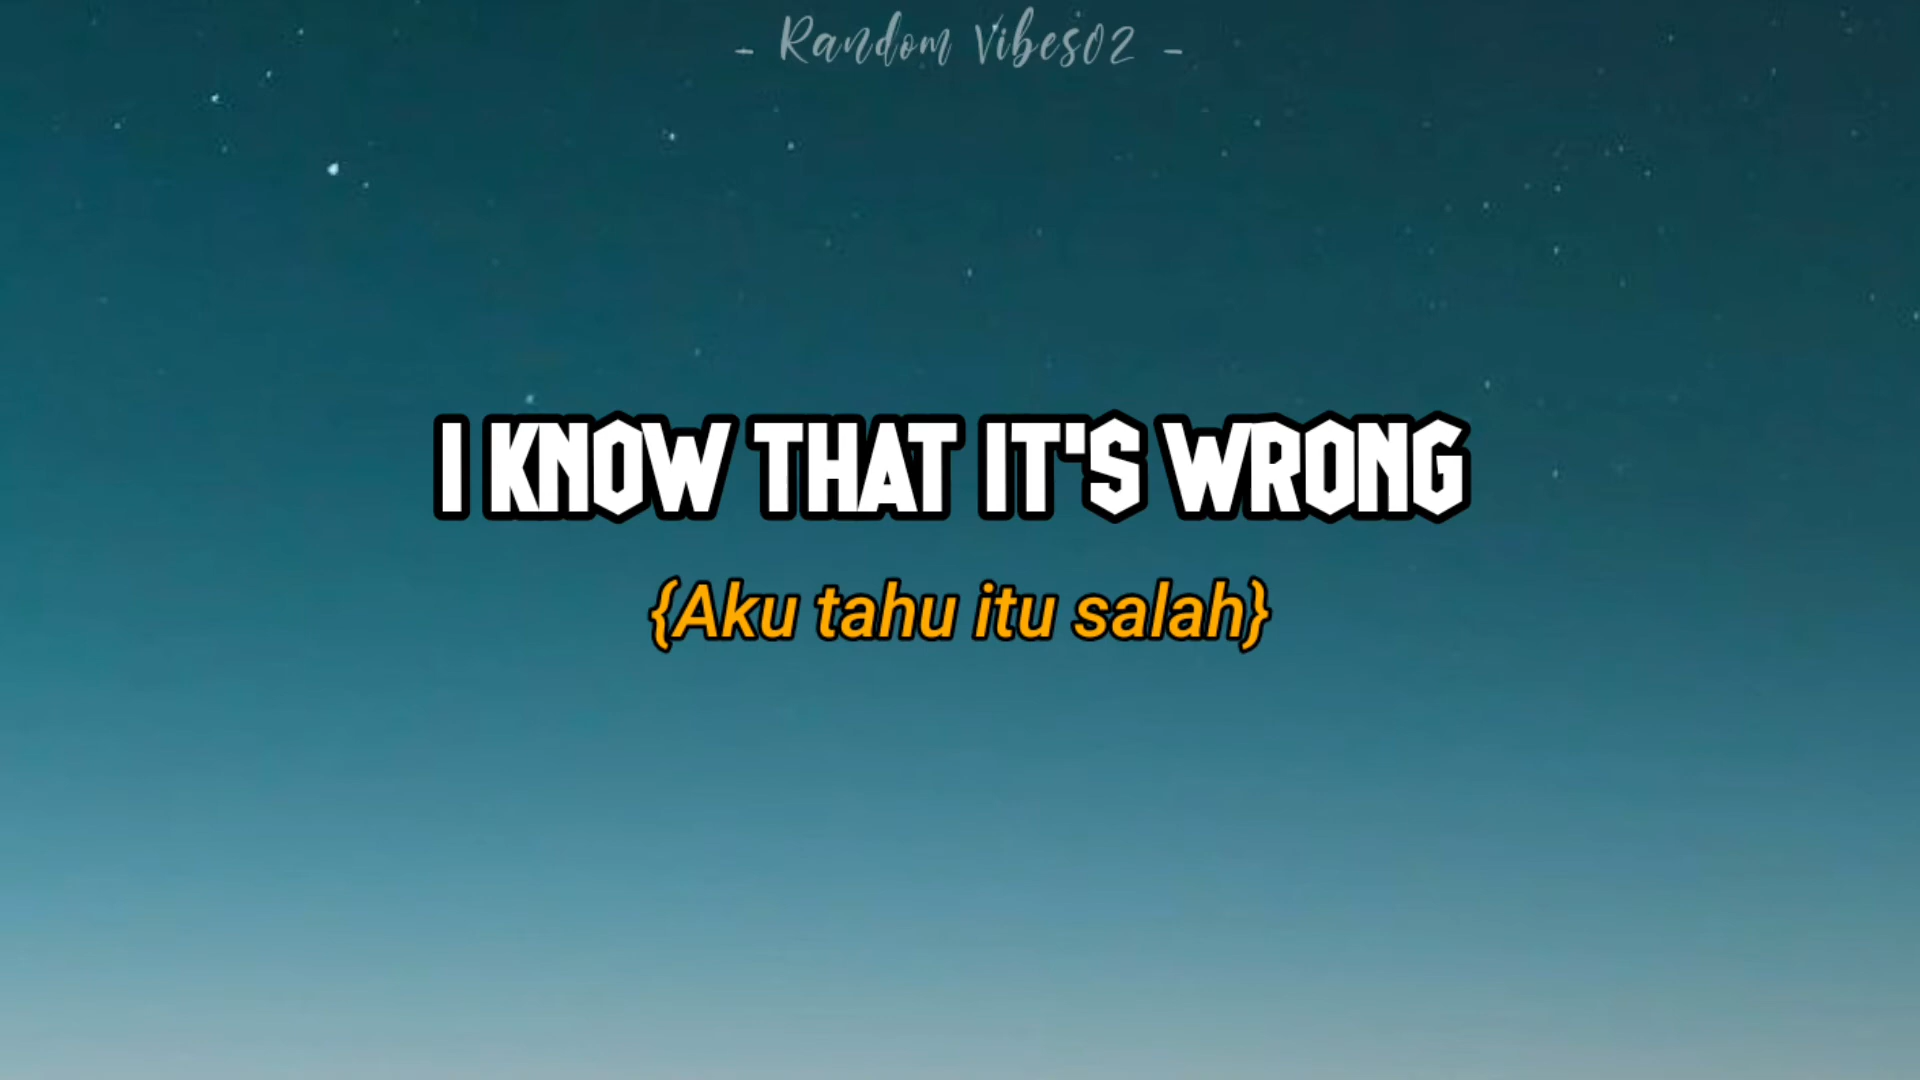 - Random Vibes02 -
I KNOW THAT IT'S WRONG
{Aku tahu itu salah}